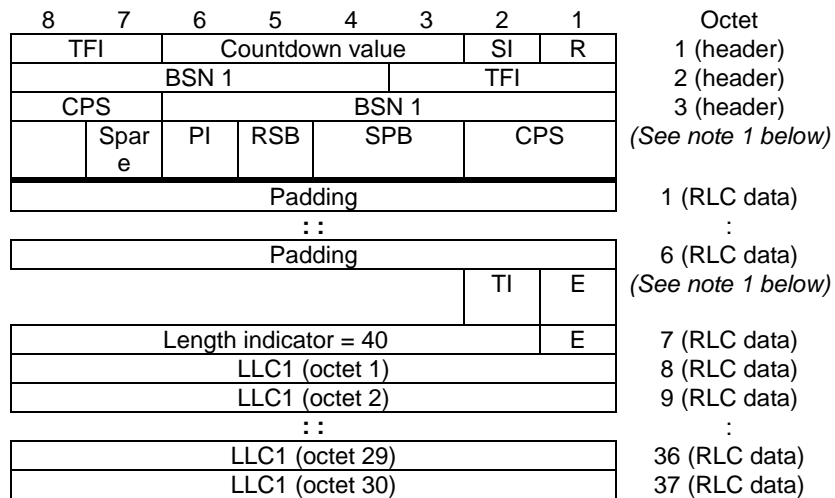 8 7 6 5 4 3 2 1 Octet
TFI Countdown value SI R 1 (header)
BSN 1 TFI 2 (header)
CPS BSN 1 3 (header)
Spar PI RSB SPB CPS (See note 1 below)
e
Padding 1 (RLC data)
: : :
Padding 6 (RLC data)
TI E (See note 1 below)
Length indicator = 40 E 7 (RLC data)
LLC1 (octet 1) 8 (RLC data)
LLC1 (octet 2) 9 (RLC data)
: : :
LLC1 (octet 29) 36 (RLC data)
LLC1 (octet 30) 37 (RLC data)